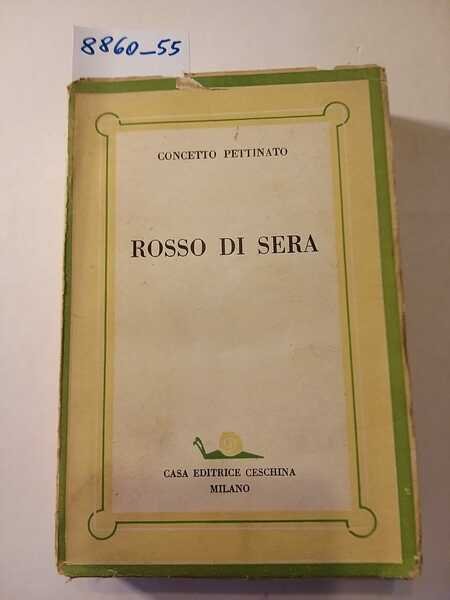 8860_55
CONCETTO PETTINATO
ROSSO DI SERA
CASA EDITRICE CESCHINA
MILANO